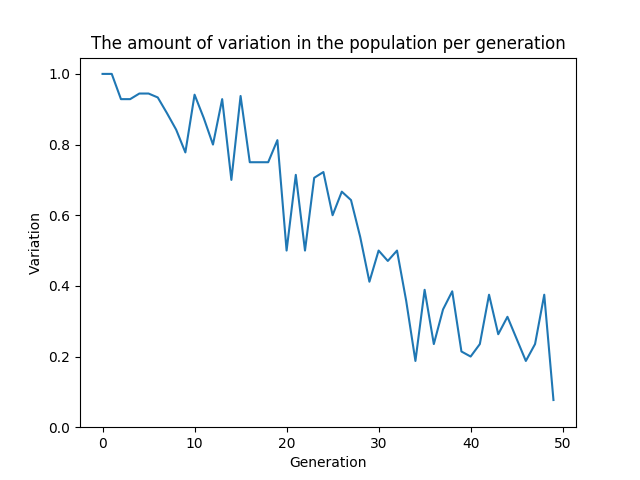 The amount of variation in the population per generation
1.0
0.8
0.6
0.4
0.2
0.0
Variation
0 10 20 30 40 50
Generation